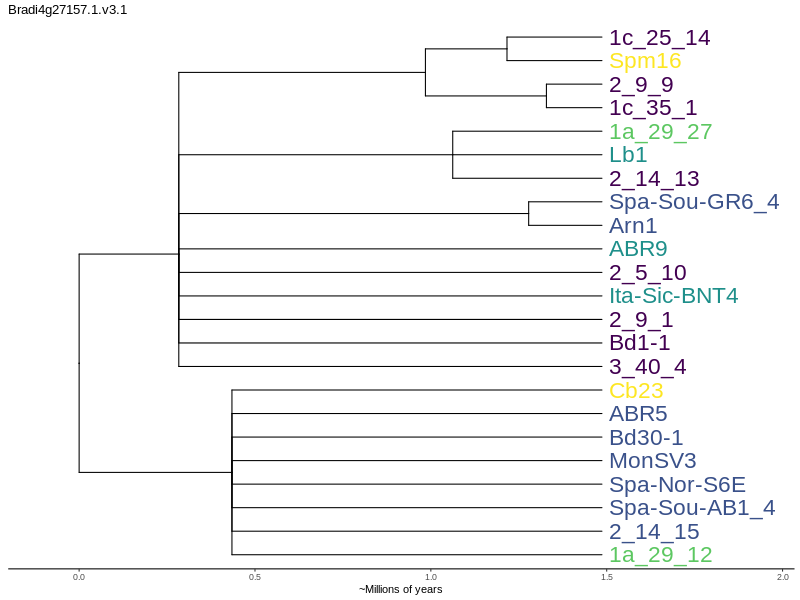 Bradi4g27157.1.v3.1
1c_25_14
Spm16
2_9_9
1c_35_1
1a_29_27
Lb1
2_14_13
Spa-Sou-GR6_4
Arn1
ABR9
2_5_10
Ita-Sic-BNT4
2_9_1
Bd1-1
3_40_4
Cb23
ABR5
Bd30-1
MonSV3
Spa-Nor-S6E
Spa-Sou-AB1_4
2_14_15
1a_29_12
0.0 0.5 1.0 1.5 2.0
~Millions of years